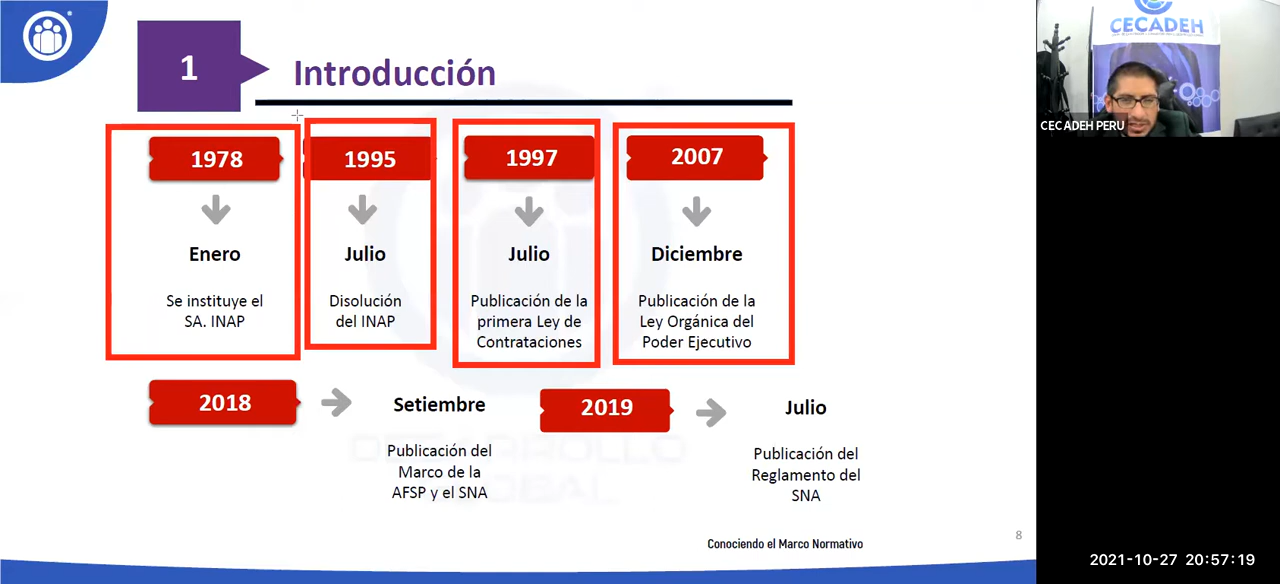 1
Introducción
1978
1995
1997
2007
Enero
Julio
Julio
Diciembre
Se instituye el
SA. INAP
Disolución
del INAP
Publicación de la
primera Ley de
Contrataciones
Publicación de la
Ley Orgánica del
Poder Ejecutivo
2018
Setiembre
2019
Julio
Publicación del
Marco de la
AFSP y el SNA
Publicación del
Reglamento del
SNA
DESARROLLO
GLOBAL
8
Conociendo el Marco Normativo
CECADEH
CECADEH PERU
2021-10-27 20:57:19